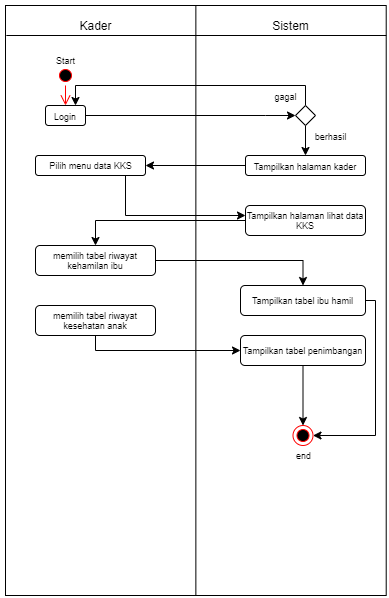 Kader
Sistem
Start
gagal
Login
berhasil
Pilih menu data KKS
Tampilkan halaman kader
Tampilkan halaman lihat data
KKS
memilih tabel riwayat
kehamilan ibu
Tampilkan tabel ibu hamil
memilih tabel riwayat
kesehatan anak
Tampilkan tabel penimbangan
end